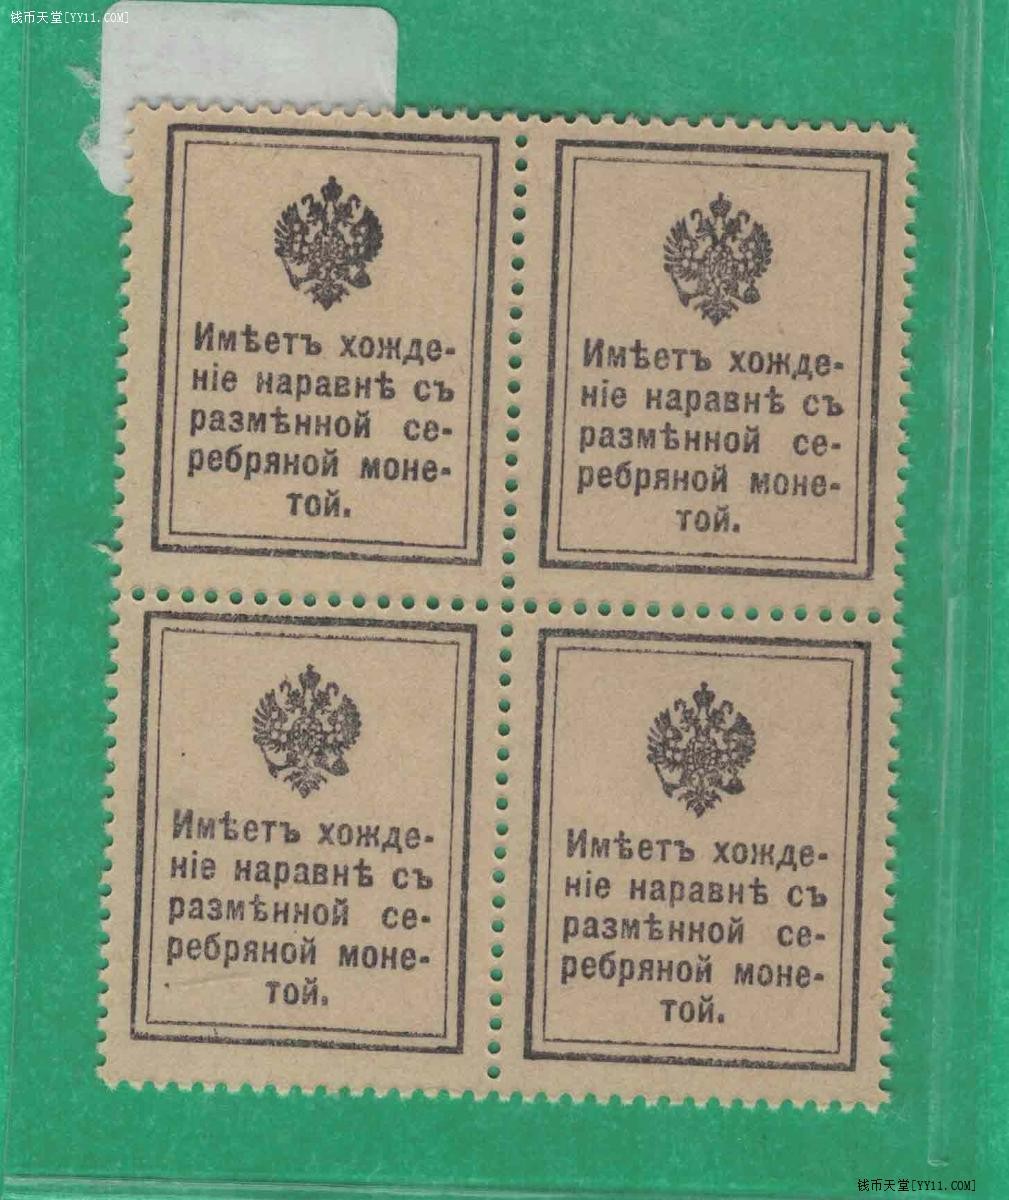 钱币天堂[YY11.COM]
Имѣетъ хожде-
ніе наравнѣ съ
размѣнной се-
ребряной моне-
той.
Имѣетъ хожде-
ніе наравнѣ съ
размѣнной се-
ребряной моне-
той.
Имѣетъ хожде-
ніе наравнѣ съ
размѣнной се-
ребряной моне-
той.
Имѣетъ хожде-
ніе наравнѣ съ
размѣнной се-
ребряной моне-
той.
钱币天堂[YY11.COM]